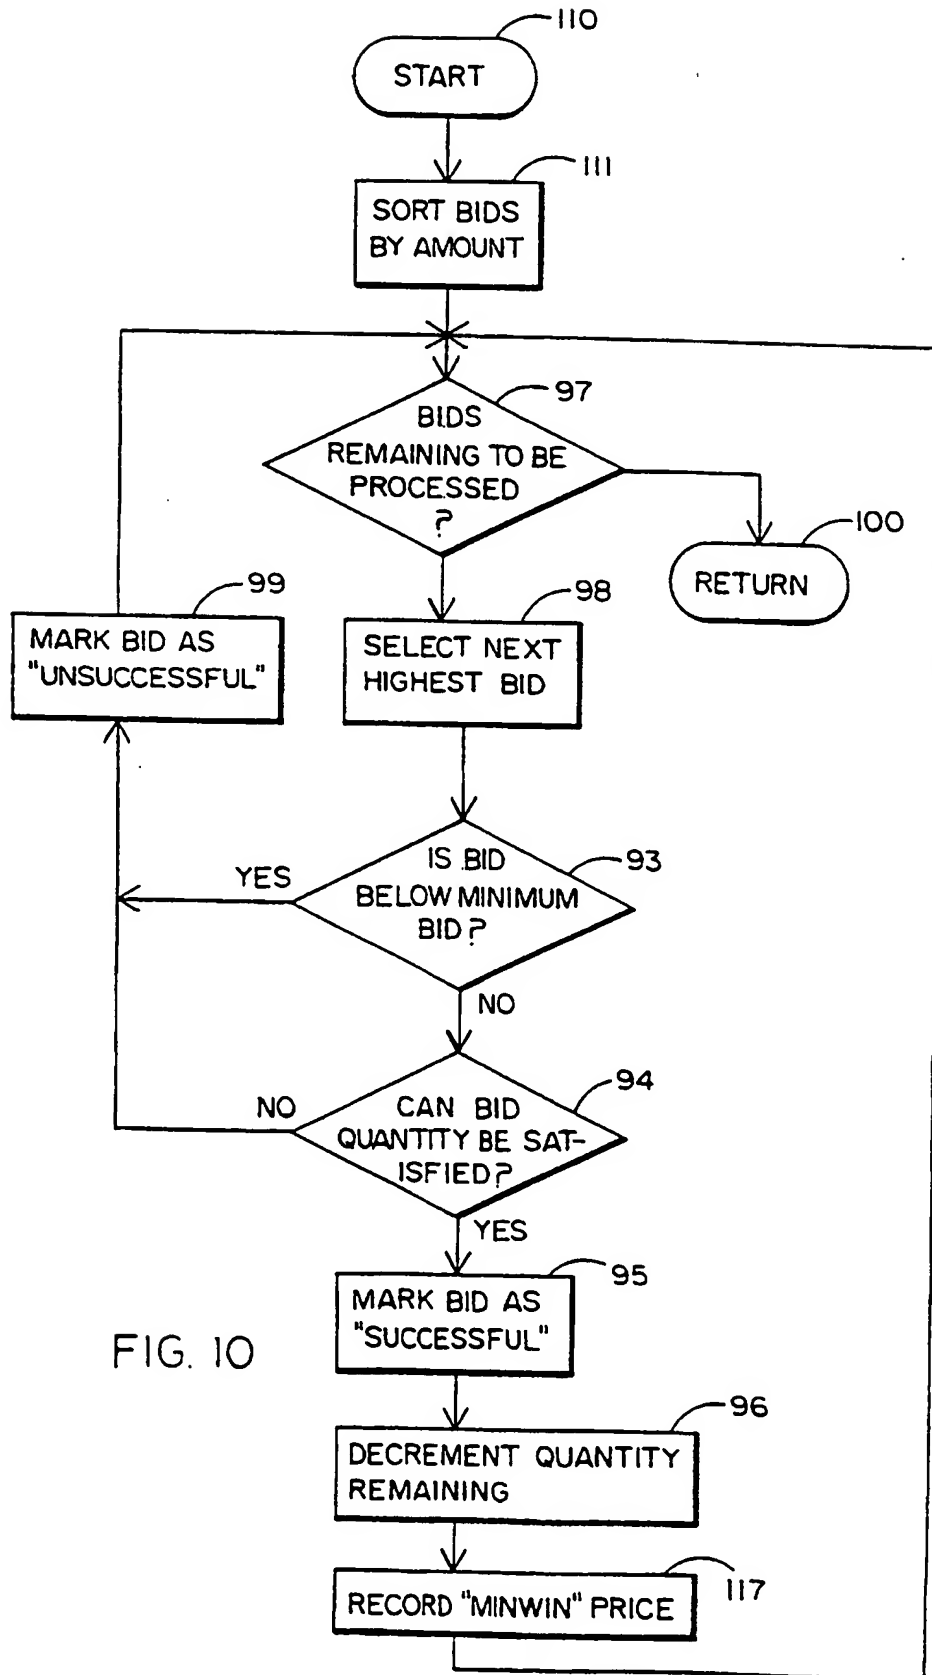 110
START
111
SORT BIDS
BY AMOUNT
97
BIDS
REMAINING TO BE
PROCESSED
?
100
RETURN
99
MARK BID AS
"UNSUCCESSFUL"
98
SELECT NEXT
HIGHEST BID
93
YES
IS BID
BELOW MINIMUM
BID?
NO
94
NO
CAN BID
QUANTITY BE SAT-
ISFIED?
YES
95
MARK BID AS
"SUCCESSFUL"
FIG. 10
96
DECREMENT QUANTITY
REMAINING
117
RECORD "MINWIN" PRICE